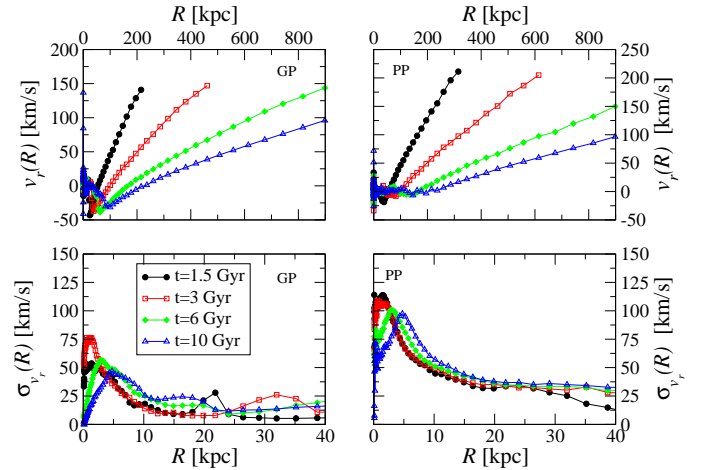 R [kpc] R [kpc]
0 200 400 600 800 0 200 400 600 800
200 250
GP PP
150 200
150
100 100
50 50
0 0
-50 -50
v_r(R) [km/s] v_r(R) [km/s]
150 150
t=1.5 Gyr GP PP
125 125
t=3 Gyr
100 100
t=6 Gyr
75 75
t=10 Gyr
50 50
25 25
0 0
σ_{v_r}(R) [km/s] σ_{v_r}(R) [km/s]
0 10 20 30 40 0 10 20 30 40
R [kpc] R [kpc]